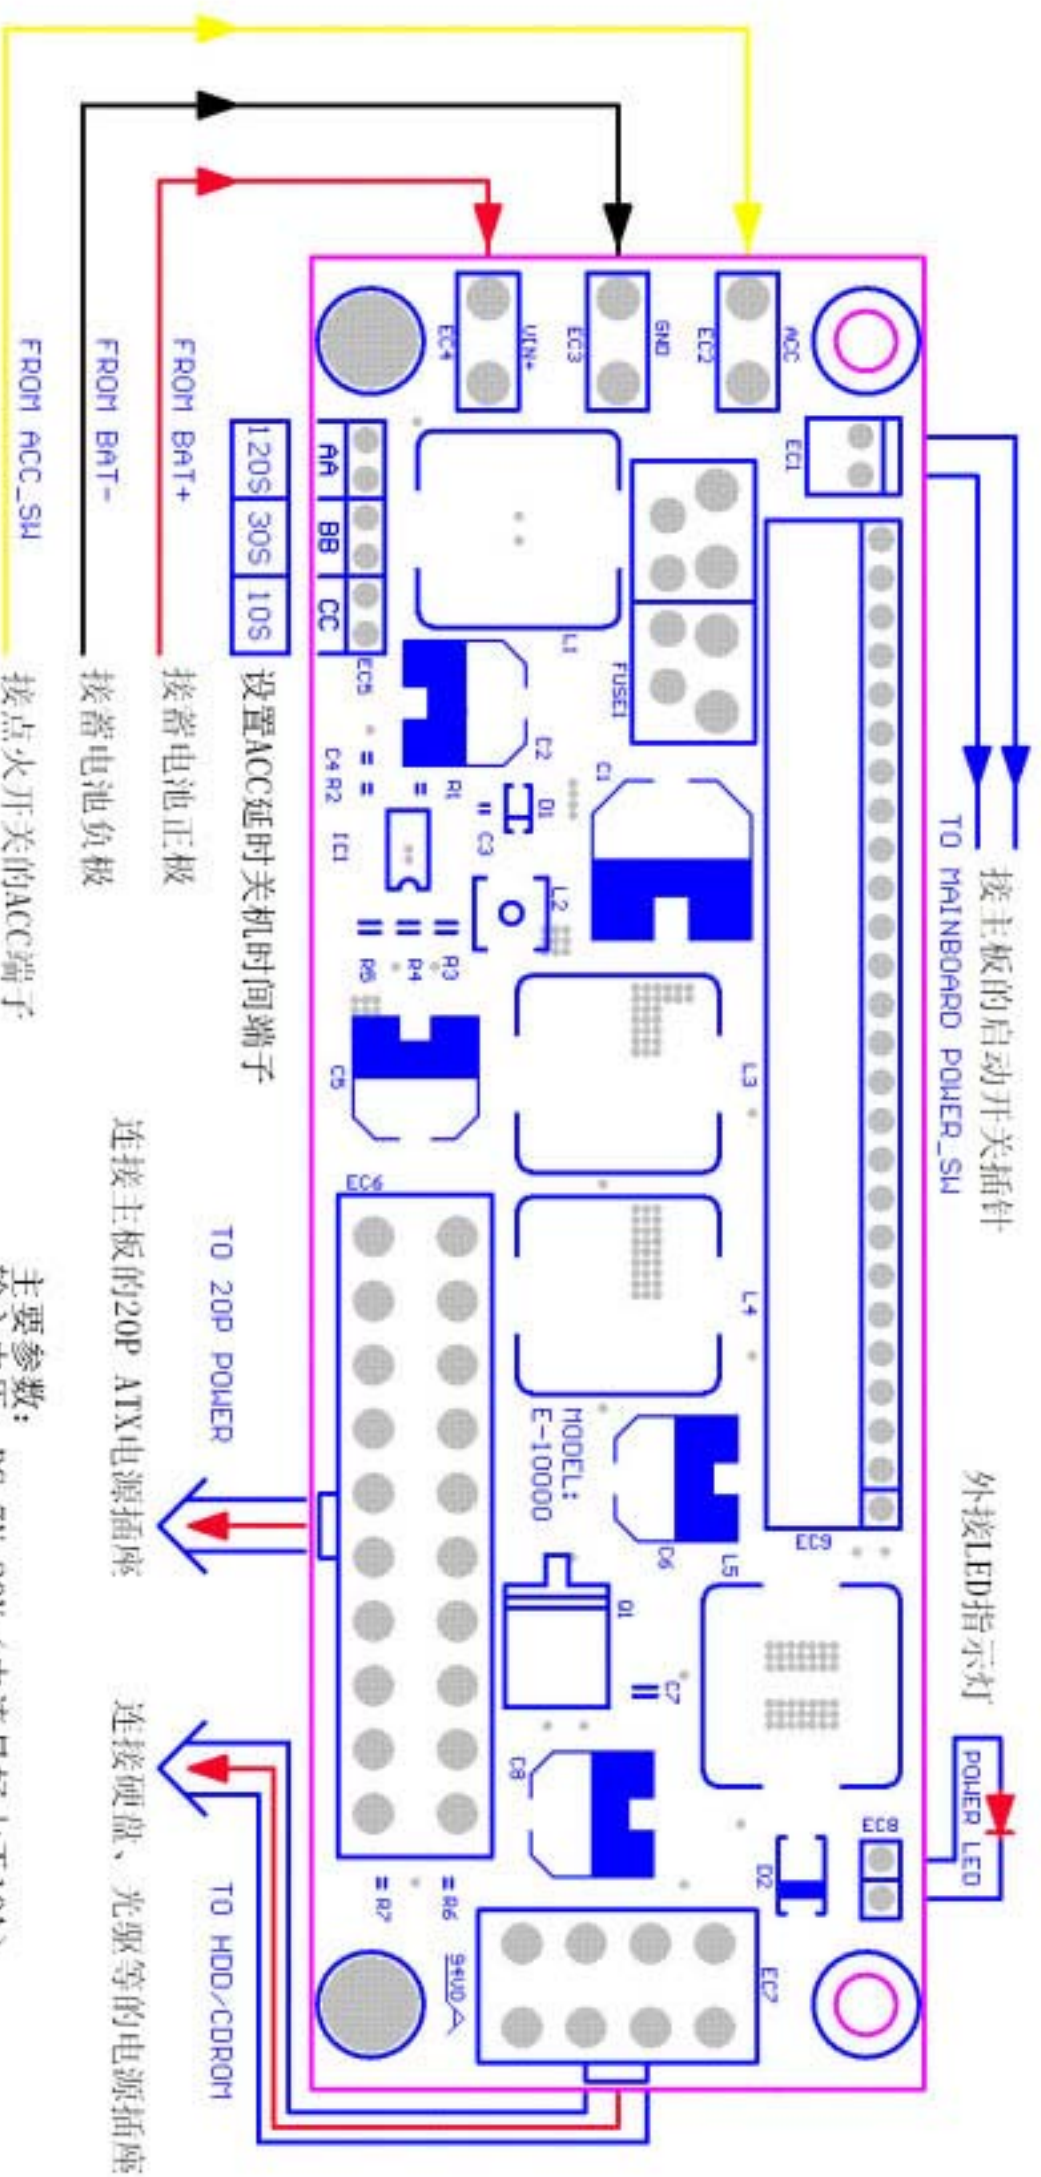 接主板的启动开关插针
TO MAINBOARD POWER_SW
外接LED指示灯
POWER LED
EC8
EC1
EC9
ACC
EC2
GND
EC3
VIN+
EC4
FUSE1
L1
C1
C2
D1
C3
L2
R1
C4 R2
IC1
R3
R4
R5
C5
L3
L4
MODEL:
E-10000
C6
L5
Q1
C7
C8
D2
EC7
R6
R7
94V0
EC6
EC5
AA BB CC
120S 30S 10S
设置ACC延时关机时间端子
FROM BAT+
接蓄电池正极
FROM BAT-
接蓄电池负极
FROM ACC_SW
接点火开关的ACC端子
TO 20P POWER
连接主板的20P ATX电源插座
TO HDD/CDROM
连接硬盘、光驱等的电源插座
主要参数: